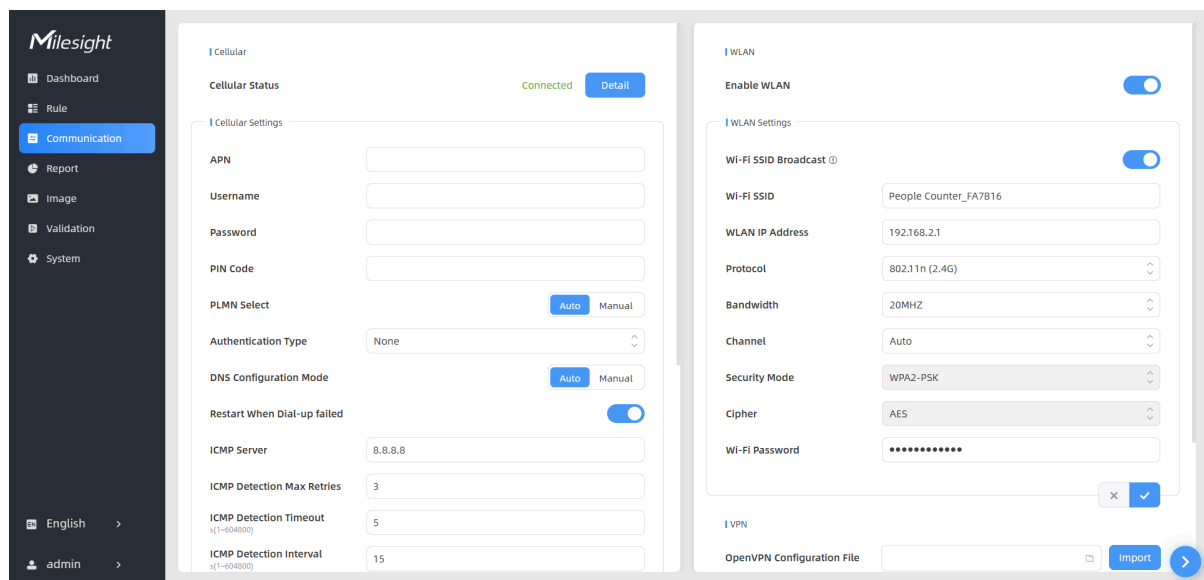 Milesight
Dashboard
Rule
Communication
Report
Image
Validation
System
EN English
admin
Cellular
Cellular Status Connected Detail
Cellular Settings
APN
Username
Password
PIN Code
PLMN Select Auto Manual
Authentication Type None
DNS Configuration Mode Auto Manual
Restart When Dial-up failed
ICMP Server 8.8.8.8
ICMP Detection Max Retries 3
ICMP Detection Timeout 5
s(1~604800)
ICMP Detection Interval 15
s(1~604800)
WLAN
Enable WLAN
WLAN Settings
Wi-Fi SSID Broadcast
Wi-Fi SSID People Counter_FA7B16
WLAN IP Address 192.168.2.1
Protocol 802.11n (2.4G)
Bandwidth 20MHZ
Channel Auto
Security Mode WPA2-PSK
Cipher AES
Wi-Fi Password ••••••••••••
VPN
OpenVPN Configuration File Import